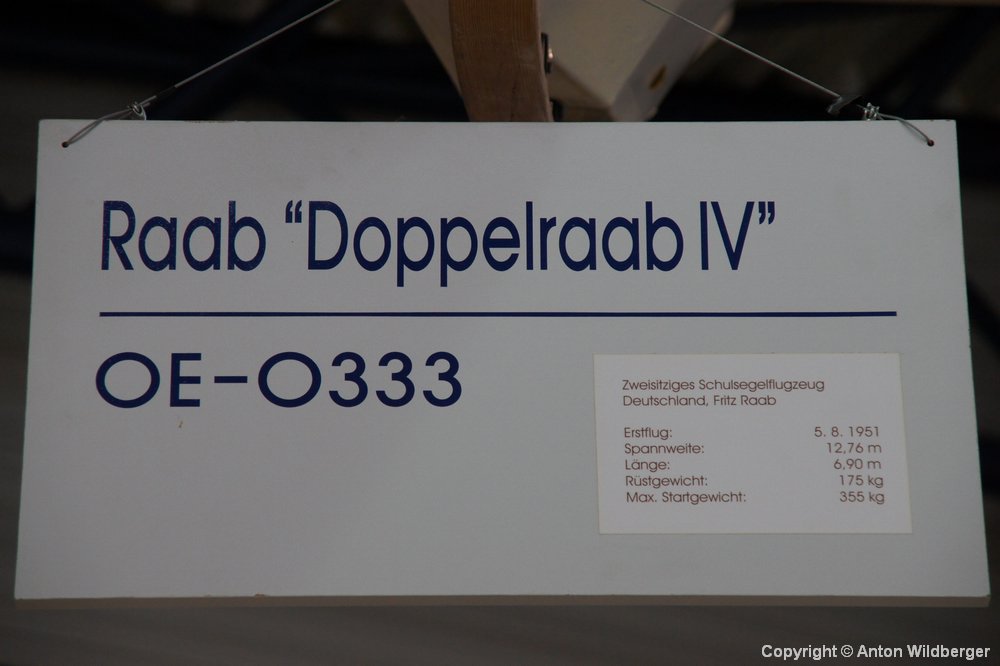 Raab “Doppelraab IV”
OE-0333
Zweisitziges Schulsegelflugzeug
Deutschland, Fritz Raab
Erstflug: 5. 8. 1951
Spannweite: 12,76 m
Länge: 6,90 m
Rüstgewicht: 175 kg
Max. Startgewicht: 355 kg
Copyright © Anton Wildberger